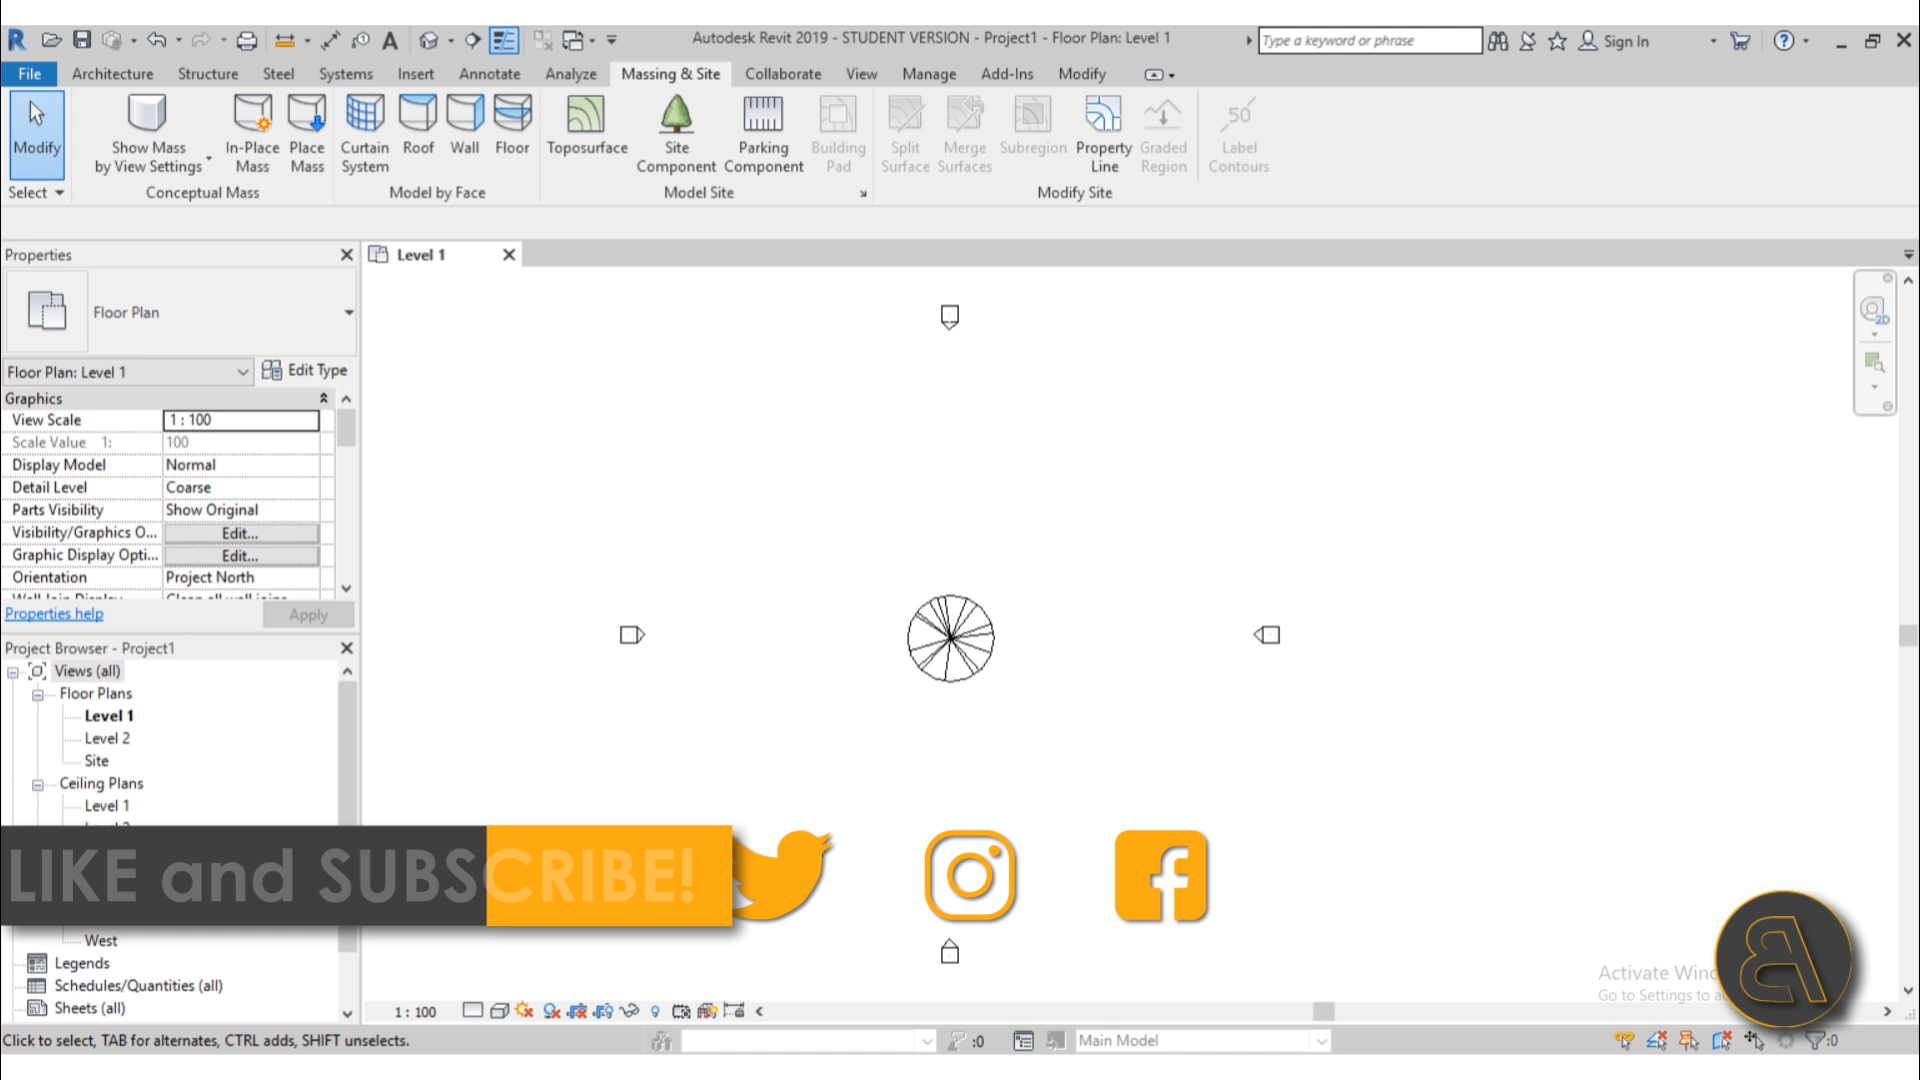 Autodesk Revit 2019 - STUDENT VERSION - Project1 - Floor Plan: Level 1
Type a keyword or phrase
Sign In
File Architecture Structure Steel Systems Insert Annotate Analyze Massing & Site Collaborate View Manage Add-Ins Modify
Modify
Show Mass by View Settings
In-Place Mass
Place Mass
Curtain System
Roof
Wall
Floor
Toposurface
Site Component
Parking Component
Building Pad
Split Surface
Merge Surfaces
Subregion
Property Line
Graded Region
50
Label Contours
Select
Conceptual Mass
Model by Face
Model Site
Modify Site
Properties
Level 1
2D
Floor Plan
Floor Plan: Level 1
Edit Type
Graphics
View Scale 1 : 100
Scale Value 1: 100
Display Model Normal
Detail Level Coarse
Parts Visibility Show Original
Visibility/Graphics O... Edit...
Graphic Display Opti... Edit...
Orientation Project North
Properties help
Apply
Project Browser - Project1
Views (all)
Floor Plans
Level 1
Level 2
Site
Ceiling Plans
Level 1
LIKE and SUBSCRIBE!
West
Legends
Schedules/Quantities (all)
Sheets (all)
Activate Wind
Go to Settings to a
1 : 100
Click to select, TAB for alternates, CTRL adds, SHIFT unselects.
:0
Main Model
:0